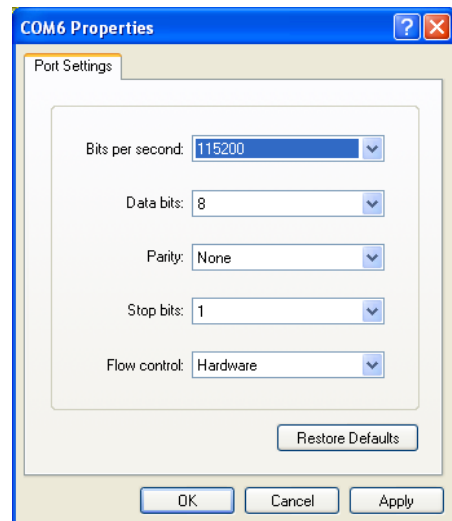 COM6 Properties
Port Settings
Bits per second: 115200
Data bits: 8
Parity: None
Stop bits: 1
Flow control: Hardware
Restore Defaults
OK Cancel Apply